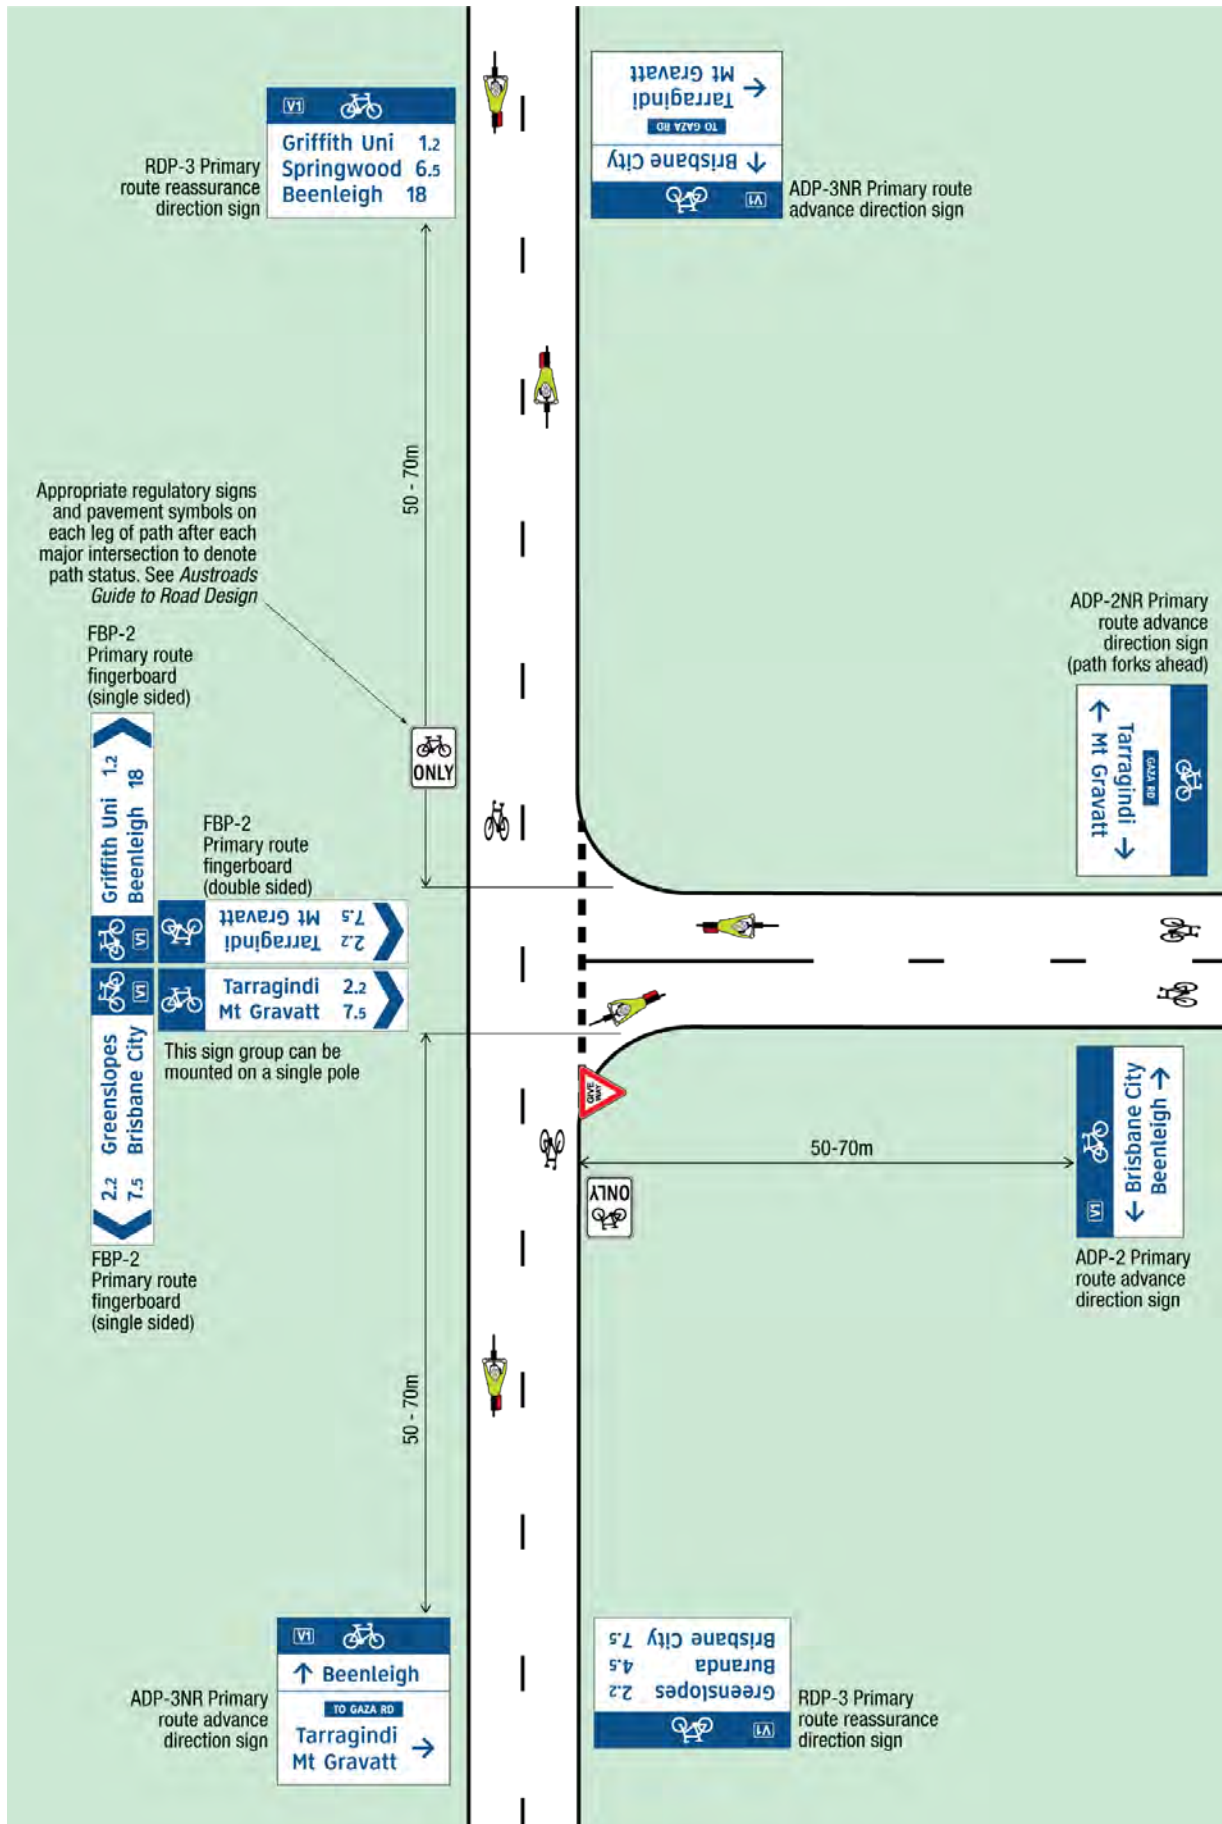 V1
Griffith Uni 1.2
Springwood 6.5
Beenleigh 18
RDP-3 Primary
route reassurance
direction sign
V1
Brisbane City
TO GAZA RD
Tarragindi
Mt Gravatt
ADP-3NR Primary route
advance direction sign
50 - 70m
Appropriate regulatory signs
and pavement symbols on
each leg of path after each
major intersection to denote
path status. See Austroads
Guide to Road Design
ONLY
FBP-2
Primary route
fingerboard
(single sided)
V1
Griffith Uni 1.2
Beenleigh 18
FBP-2
Primary route
fingerboard
(double sided)
Tarragindi 2.2
Mt Gravatt 7.5
Tarragindi 2.2
Mt Gravatt 7.5
This sign group can be
mounted on a single pole
V1
2.2 Greenslopes
7.5 Brisbane City
FBP-2
Primary route
fingerboard
(single sided)
ADP-2NR Primary
route advance
direction sign
(path forks ahead)
GAZA RD
Tarragindi
Mt Gravatt
GIVE
WAY
ONLY
50-70m
V1
Brisbane City
Beenleigh
ADP-2 Primary
route advance
direction sign
50 - 70m
V1
Beenleigh
TO GAZA RD
Tarragindi
Mt Gravatt
ADP-3NR Primary
route advance
direction sign
V1
Greenslopes 2.2
Buranda 4.5
Brisbane City 7.5
RDP-3 Primary
route reassurance
direction sign